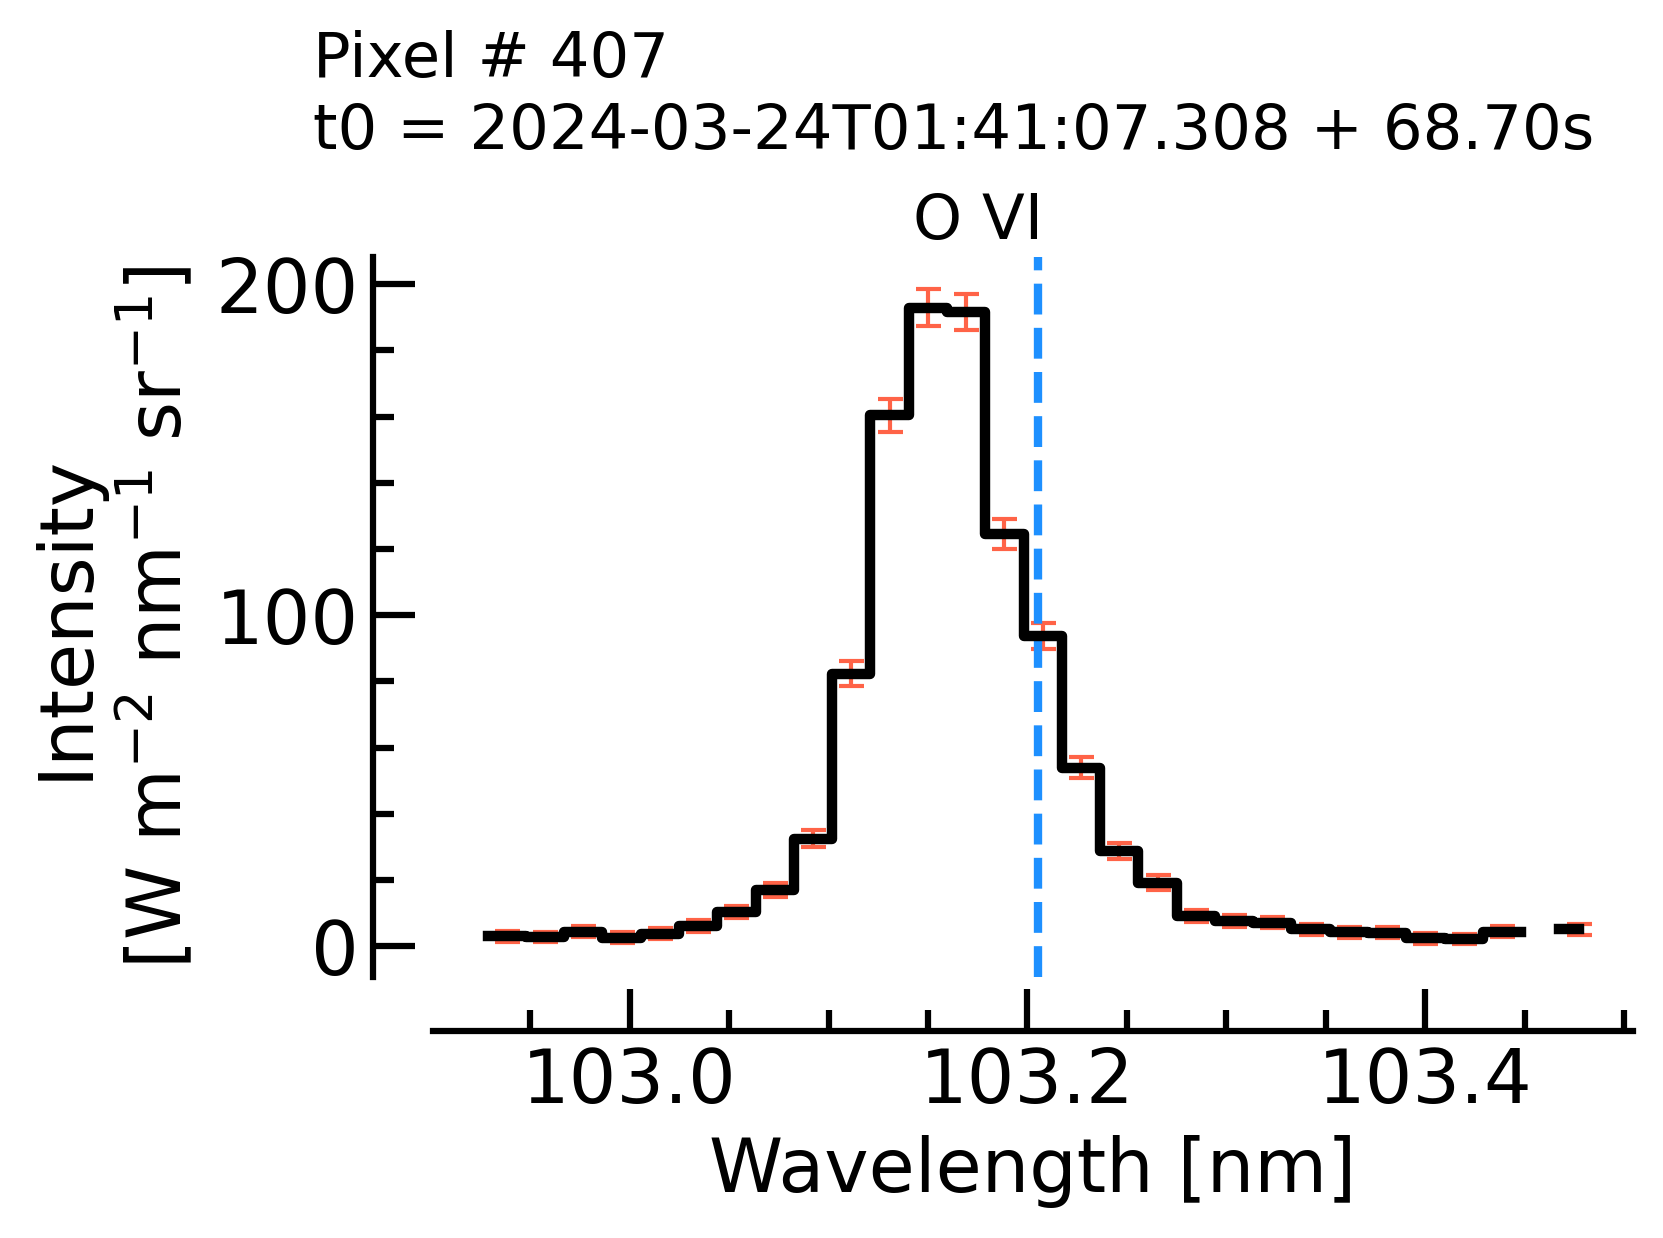 Pixel # 407
t0 = 2024-03-24T01:41:07.308 + 68.70s
O VI
Intensity
[W m⁻² nm⁻¹ sr⁻¹]
200
100
0
103.0 103.2 103.4
Wavelength [nm]